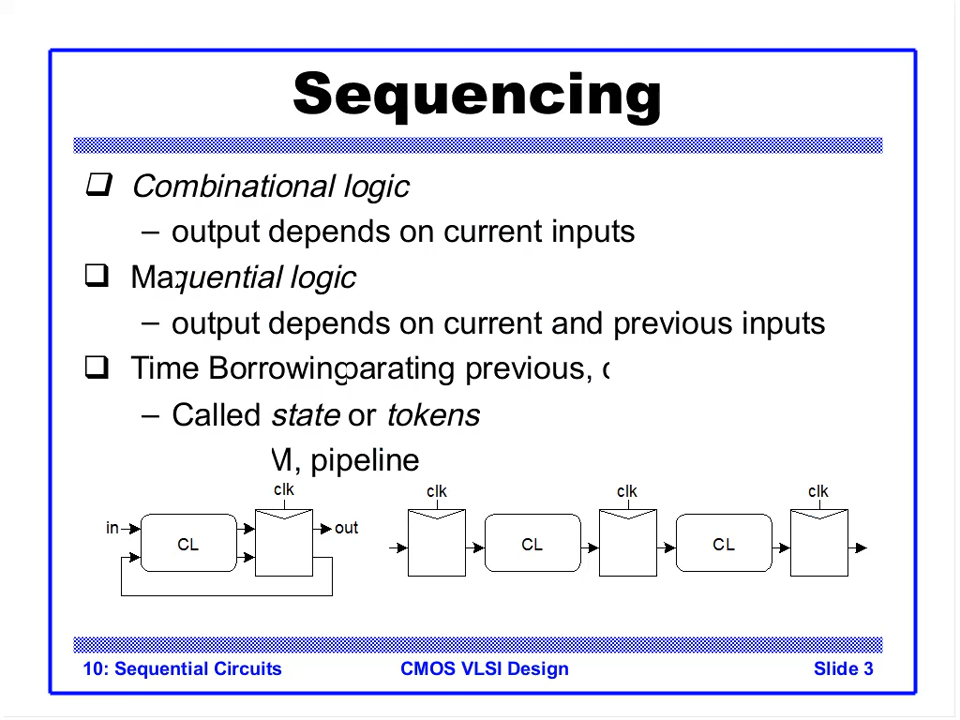 Sequencing
❑ Combinational logic
– output depends on current inputs
❑ Ma quential logic
– output depends on current and previous inputs
❑ Time Borrowing parating previous,
– Called state or tokens
M, pipeline
clk clk clk clk
in CL out CL CL
10: Sequential Circuits CMOS VLSI Design Slide 3